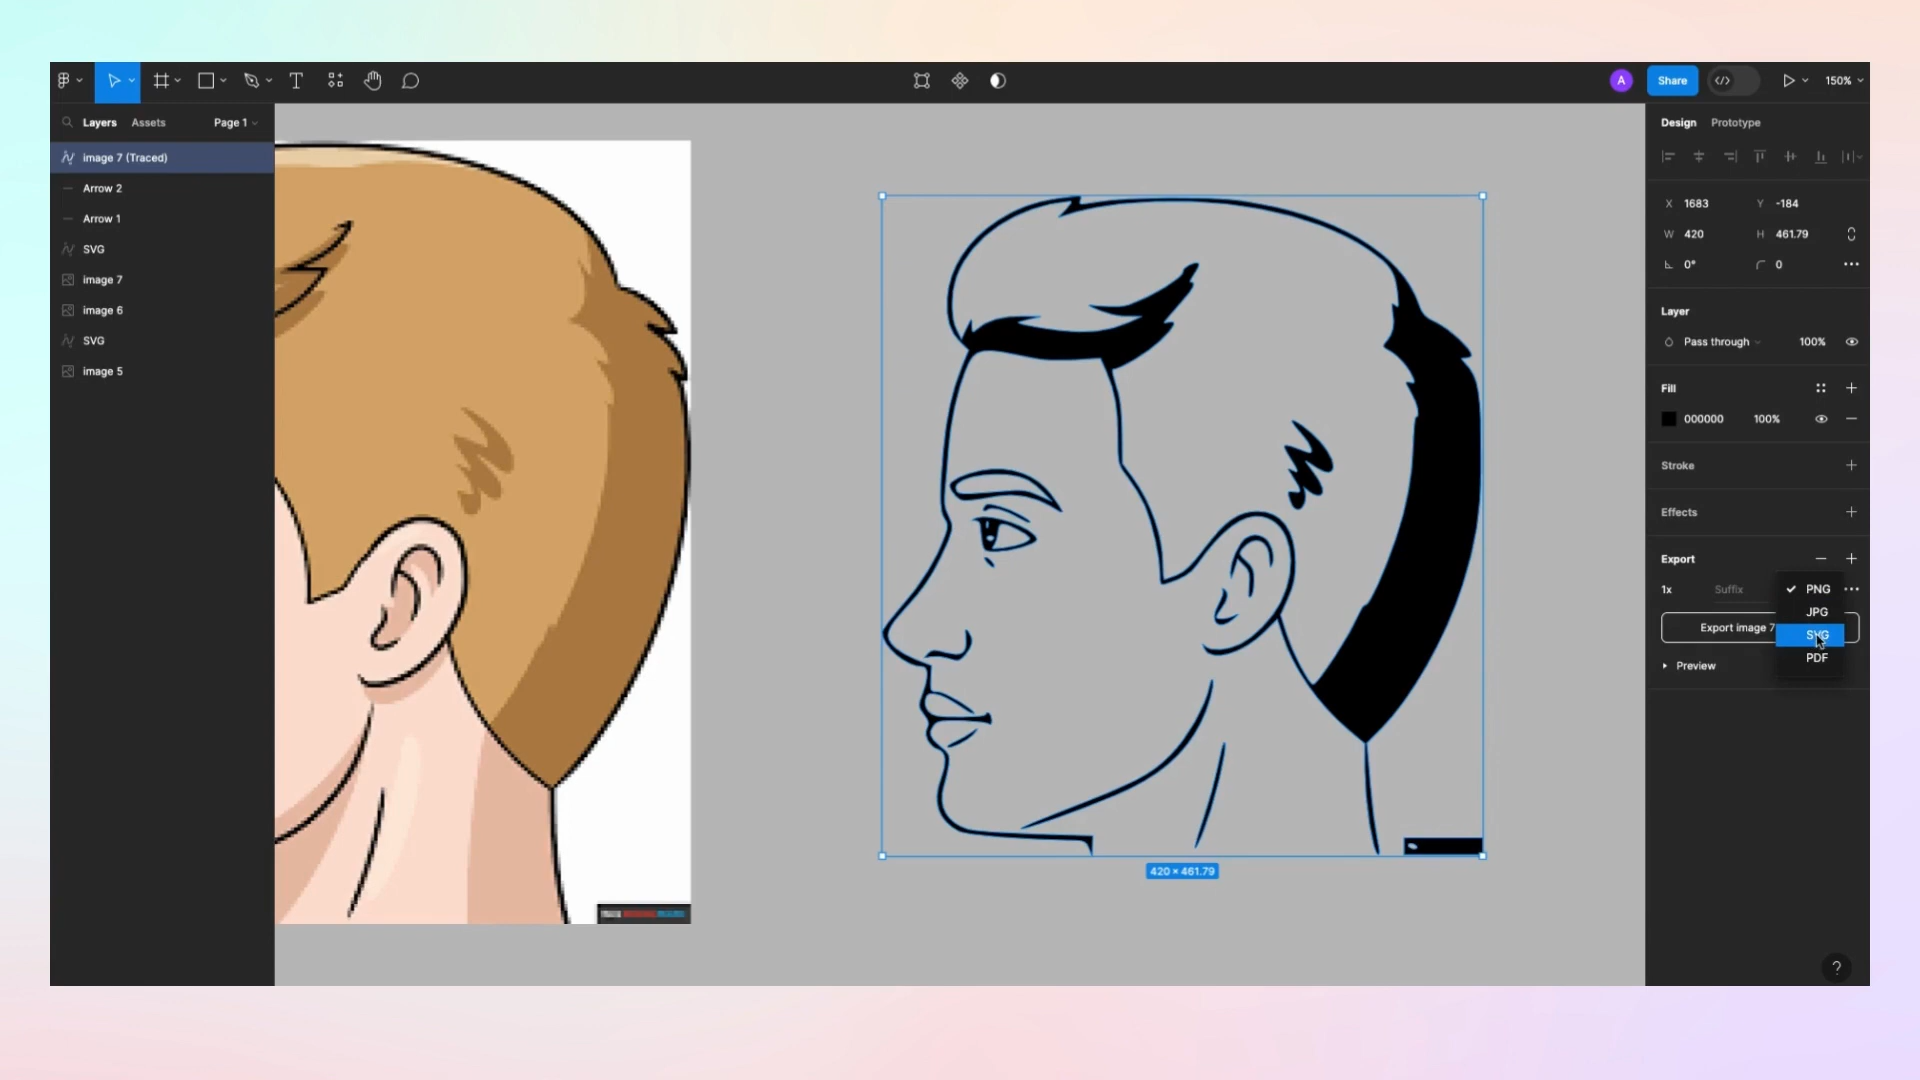 A
Share
150%
Layers
Assets
Page 1
image 7 (Traced)
Arrow 2
Arrow 1
SVG
image 7
image 6
SVG
image 5
420 × 461.79
Design
Prototype
X 1683
Y -184
W 420
H 461.79
0°
0
Layer
Pass through
100%
Fill
000000
100%
Stroke
Effects
Export
1x
Suffix
PNG
JPG
SVG
PDF
Export image 7
Preview
?